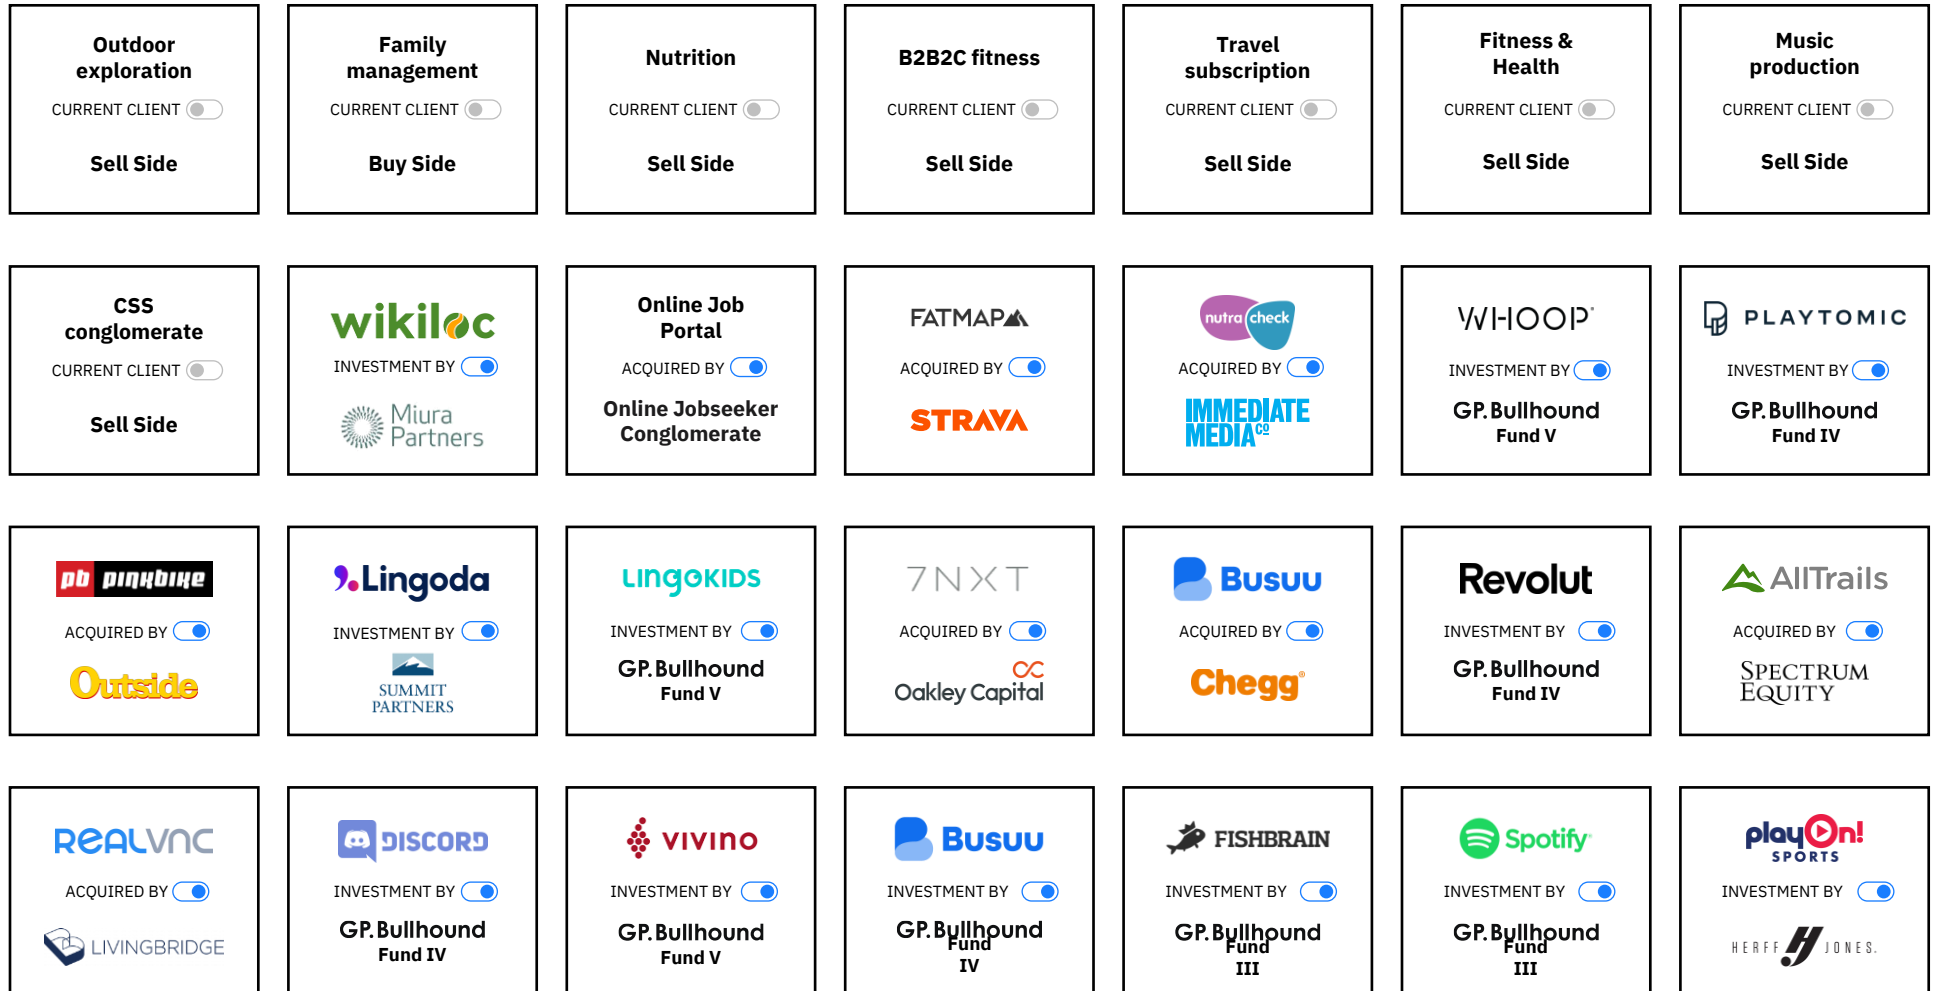 Outdoor
exploration
CURRENT CLIENT
Sell Side
Family
management
CURRENT CLIENT
Buy Side
Nutrition
CURRENT CLIENT
Sell Side
B2B2C fitness
CURRENT CLIENT
Sell Side
Travel
subscription
CURRENT CLIENT
Sell Side
Fitness &
Health
CURRENT CLIENT
Sell Side
Music
production
CURRENT CLIENT
Sell Side
CSS
conglomerate
CURRENT CLIENT
Sell Side
wikiloc
INVESTMENT BY
Miura
Partners
Online Job
Portal
ACQUIRED BY
Online Jobseeker
Conglomerate
FATMAP
ACQUIRED BY
STRAVA
nutra check
ACQUIRED BY
IMMEDIATE
MEDIA CO
WHOOP
INVESTMENT BY
GP.Bullhound
Fund V
PLAYTOMIC
INVESTMENT BY
GP.Bullhound
Fund IV
pb pinkbike
ACQUIRED BY
Outside
Lingoda
INVESTMENT BY
SUMMIT
PARTNERS
LINGOKIDS
INVESTMENT BY
GP.Bullhound
Fund V
7NXT
ACQUIRED BY
Oakley Capital
Busuu
ACQUIRED BY
Chegg®
Revolut
INVESTMENT BY
GP.Bullhound
Fund IV
AllTrails
ACQUIRED BY
SPECTRUM
EQUITY
REALVNC
ACQUIRED BY
LIVINGBRIDGE
DISCORD
INVESTMENT BY
GP.Bullhound
Fund IV
VIVINO
INVESTMENT BY
GP.Bullhound
Fund V
Busuu
INVESTMENT BY
GP.Bullhound
Fund
IV
FISHBRAIN
INVESTMENT BY
GP.Bullhound
Fund
III
Spotify
INVESTMENT BY
GP.Bullhound
Fund
III
playOn!
SPORTS
INVESTMENT BY
HERFF HJ JONES.